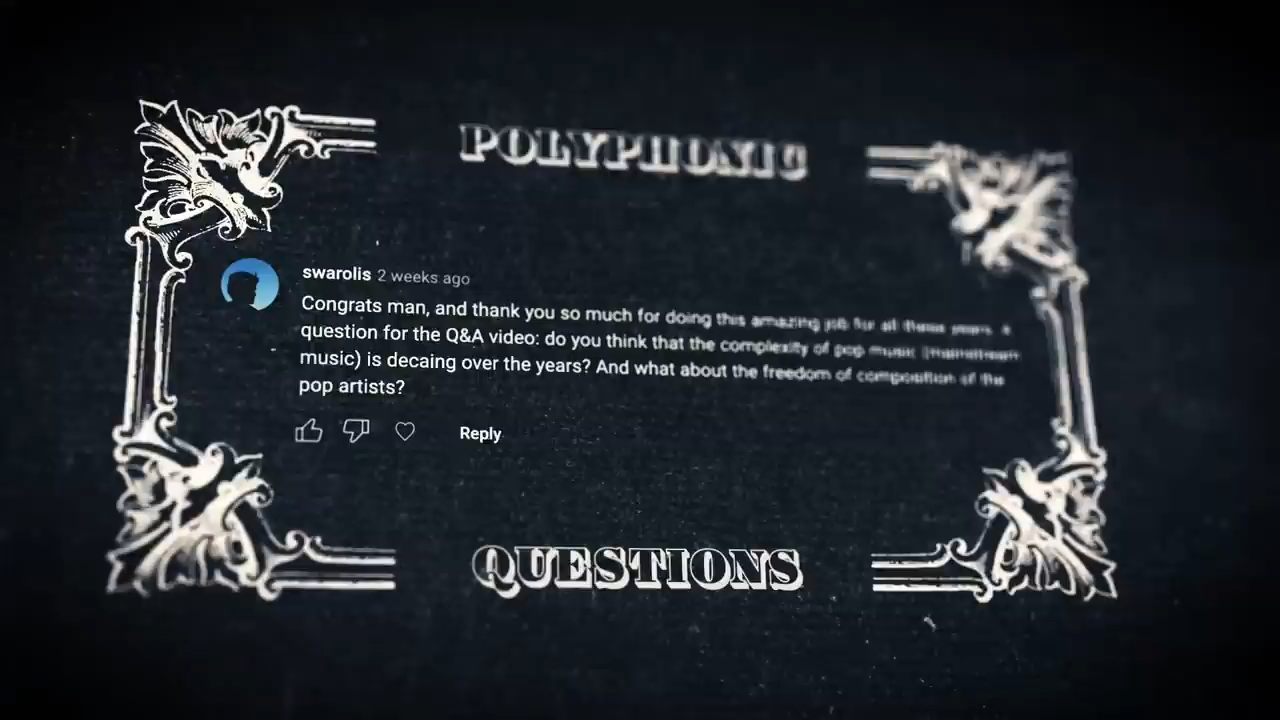 POLYPHONIC
swarolis 2 weeks ago
Congrats man, and thank you so much for doing this amazing job for all these years. a
question for the Q&A video: do you think that the complexity of pop music (mainstream
music) is decaing over the years? And what about the freedom of composition of the
pop artists?
Reply
QUESTIONS